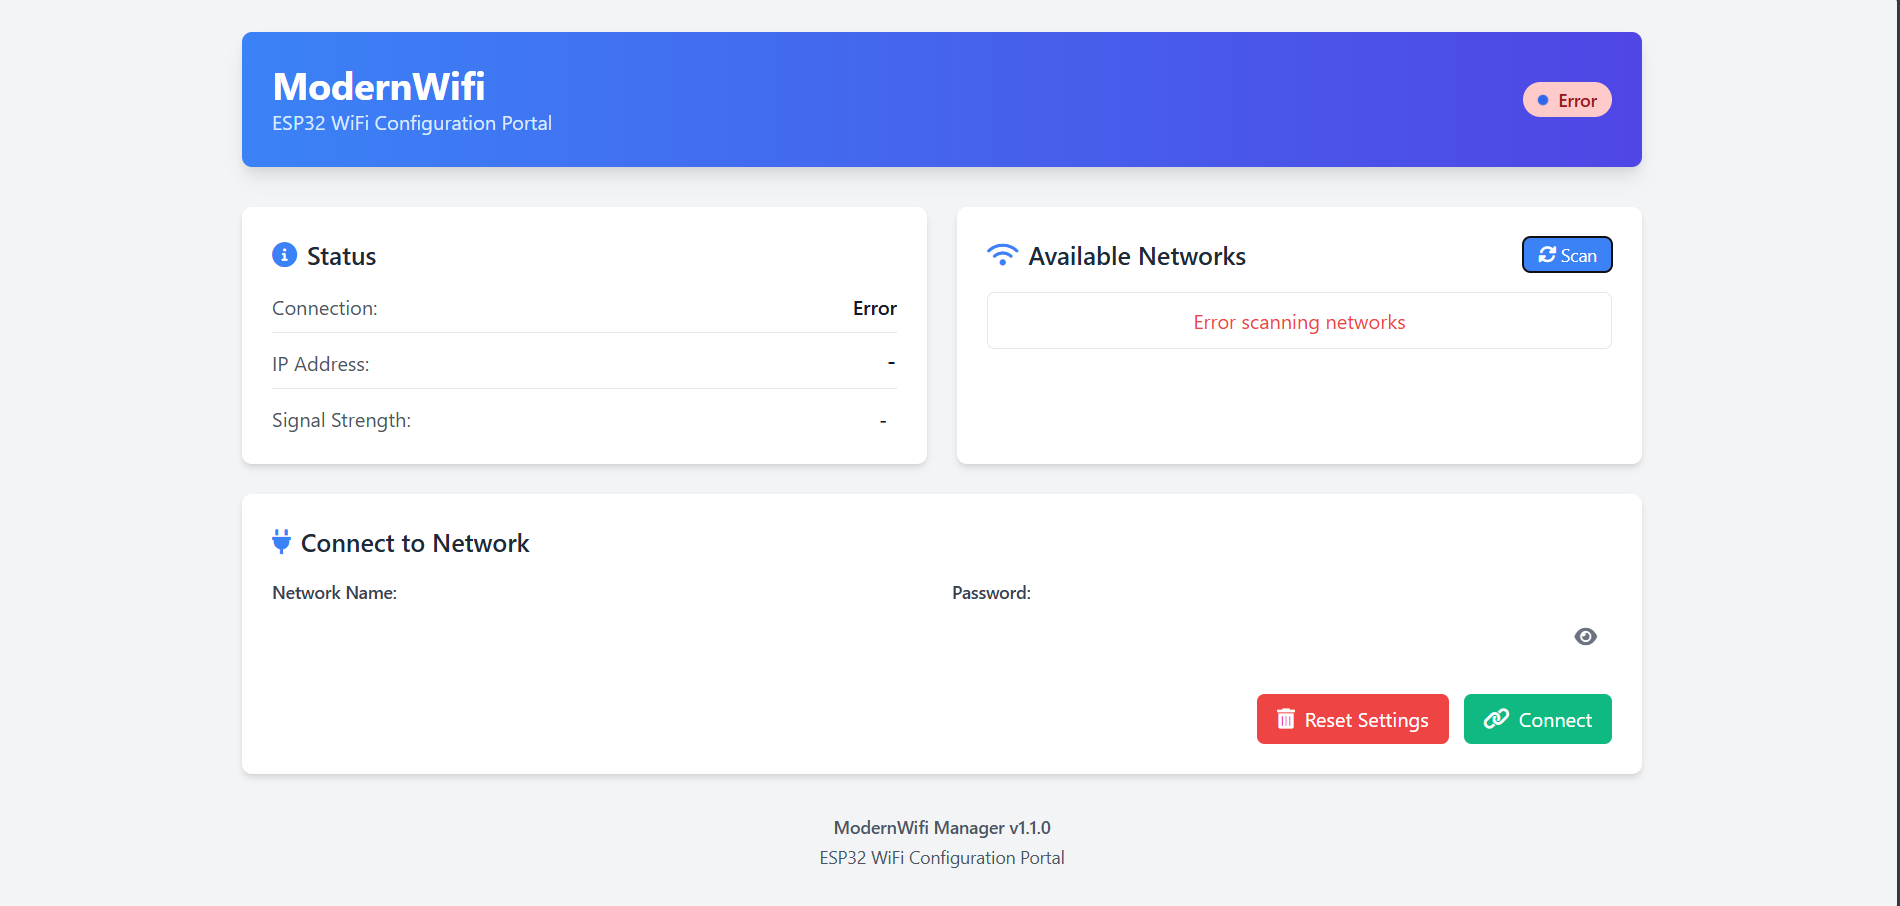 ModernWifi
ESP32 WiFi Configuration Portal
Error
Status
Connection: Error
IP Address: -
Signal Strength: -
Available Networks
Scan
Error scanning networks
Connect to Network
Network Name:
Password:
Reset Settings
Connect
ModernWifi Manager v1.1.0
ESP32 WiFi Configuration Portal